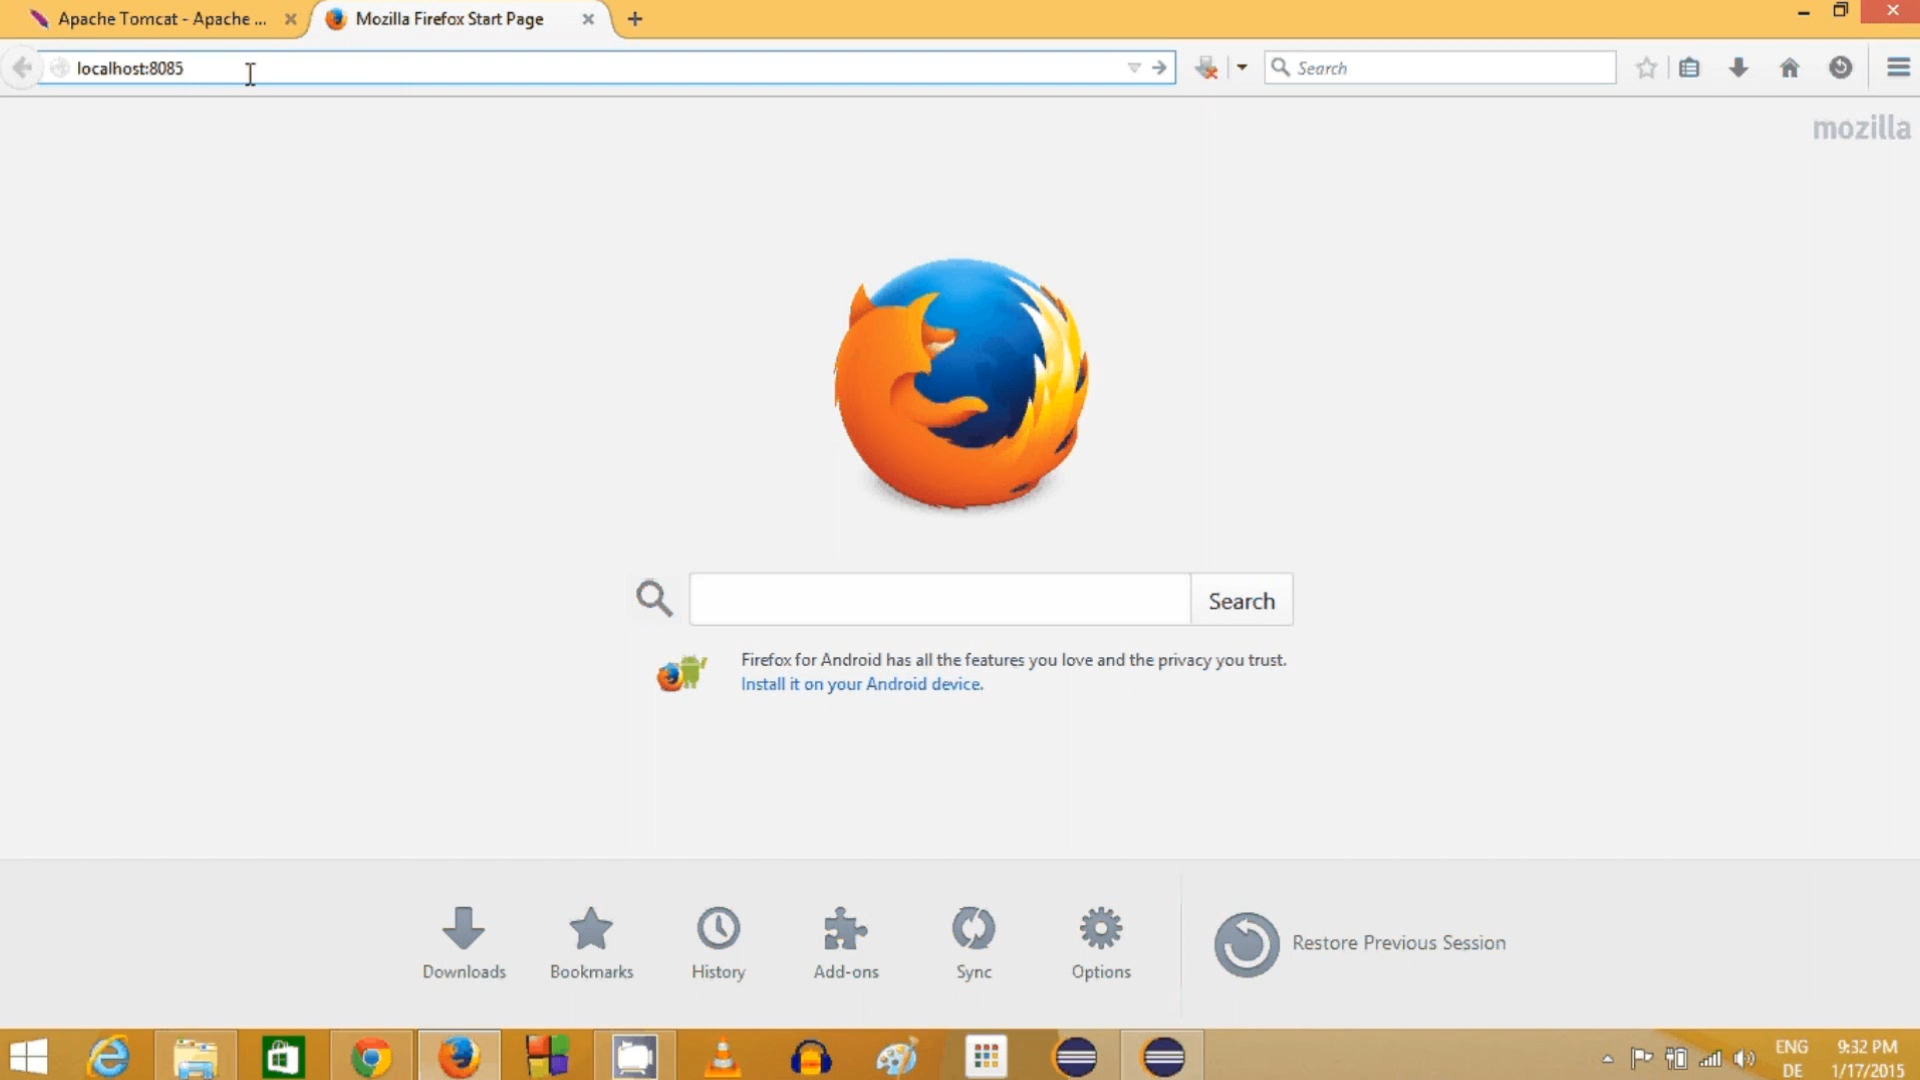 Apache Tomcat - Apache ...
Mozilla Firefox Start Page
localhost:8085
Search
mozilla
Search
Firefox for Android has all the features you love and the privacy you trust.
Install it on your Android device.
Downloads
Bookmarks
History
Add-ons
Sync
Options
Restore Previous Session
ENG
9:32 PM
DE
1/17/2015